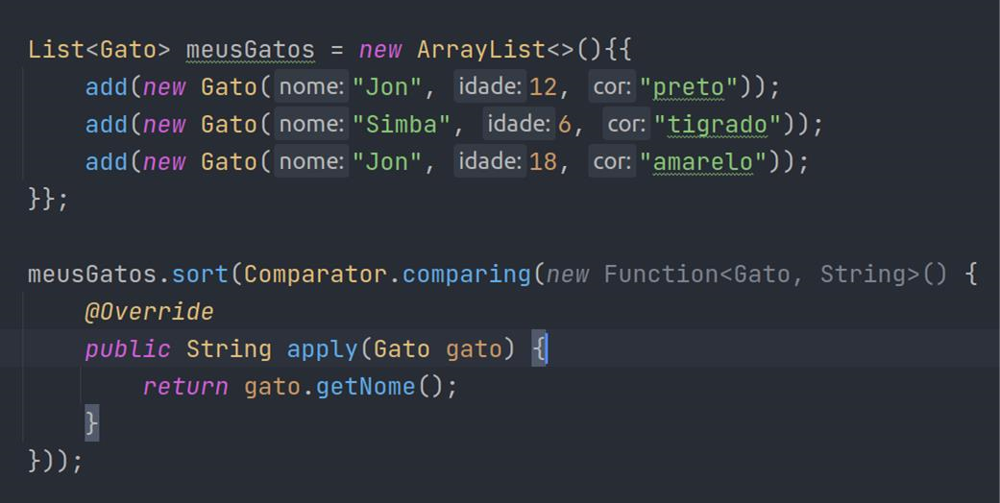 List<Gato> meusGatos = new ArrayList<>(){{
    add(new Gato( nome: "Jon", idade: 12, cor: "preto"));
    add(new Gato( nome: "Simba", idade: 6, cor: "tigrado"));
    add(new Gato( nome: "Jon", idade: 18, cor: "amarelo"));
}};
meusGatos.sort(Comparator.comparing(new Function<Gato, String>() {
    @Override
    public String apply(Gato gato) {
        return gato.getNome();
    }
}));